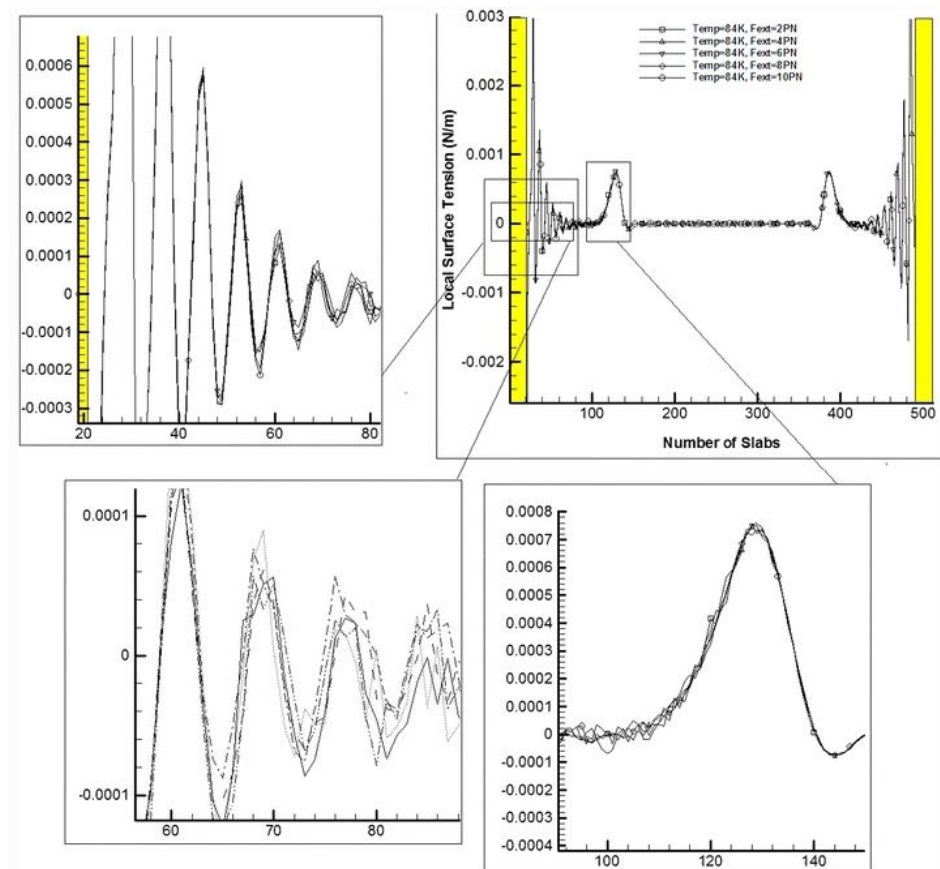 0.0006
0.0005
0.0004
0.0003
0.0002
0.0001
0
-0.0001
-0.0002
-0.0003
20 40 60 80
0.003
0.002
0.001
0
-0.001
-0.002
Local Surface Tension (N/m)
Temp=84K, Fext=2PN
Temp=84K, Fext=4PN
Temp=84K, Fext=6PN
Temp=84K, Fext=8PN
Temp=84K, Fext=10PN
100 200 300 400 500
Number of Slabs
0.0001
0
-0.0001
60 70 80
0.0008
0.0007
0.0006
0.0005
0.0004
0.0003
0.0002
0.0001
0
-0.0001
-0.0002
-0.0003
-0.0004
100 120 140